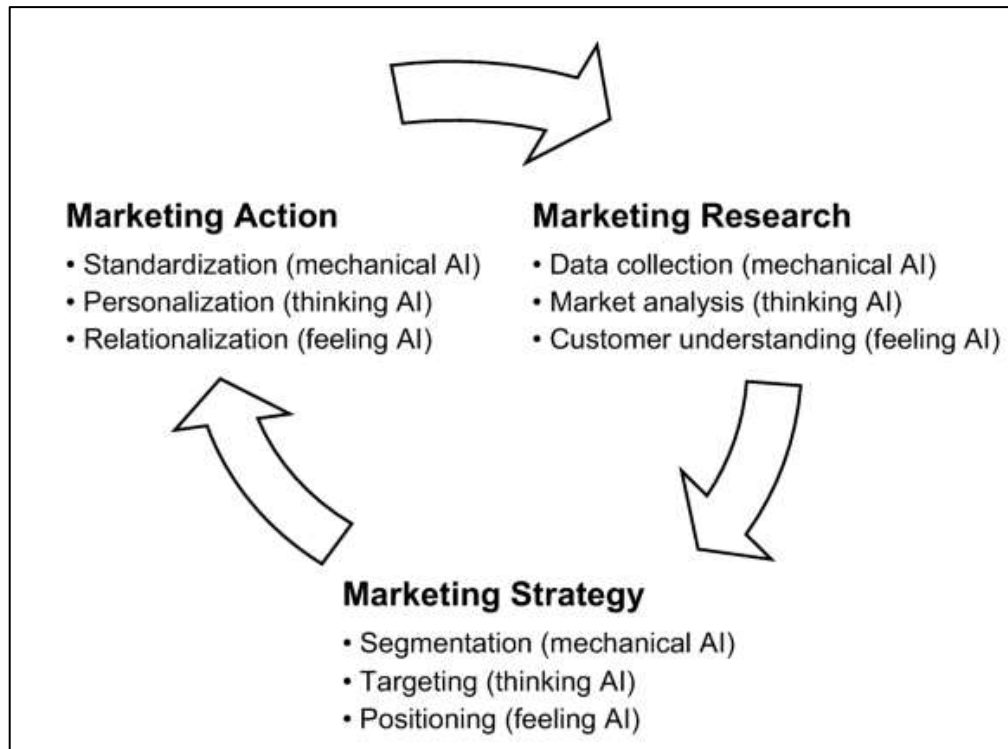 Marketing Action
• Standardization (mechanical AI)
• Personalization (thinking AI)
• Relationalization (feeling AI)
Marketing Research
• Data collection (mechanical AI)
• Market analysis (thinking AI)
• Customer understanding (feeling AI)
Marketing Strategy
• Segmentation (mechanical AI)
• Targeting (thinking AI)
• Positioning (feeling AI)